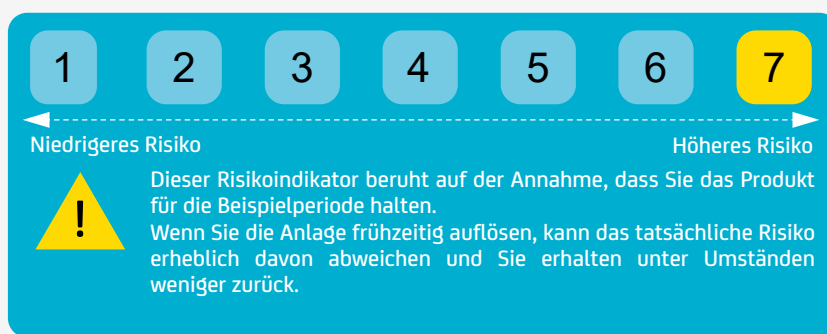 1 2 3 4 5 6 7
Niedrigeres Risiko Höheres Risiko
! Dieser Risikoindikator beruht auf der Annahme, dass Sie das Produkt
für die Beispielperiode halten.
Wenn Sie die Anlage frühzeitig auflösen, kann das tatsächliche Risiko
erheblich davon abweichen und Sie erhalten unter Umständen
weniger zurück.